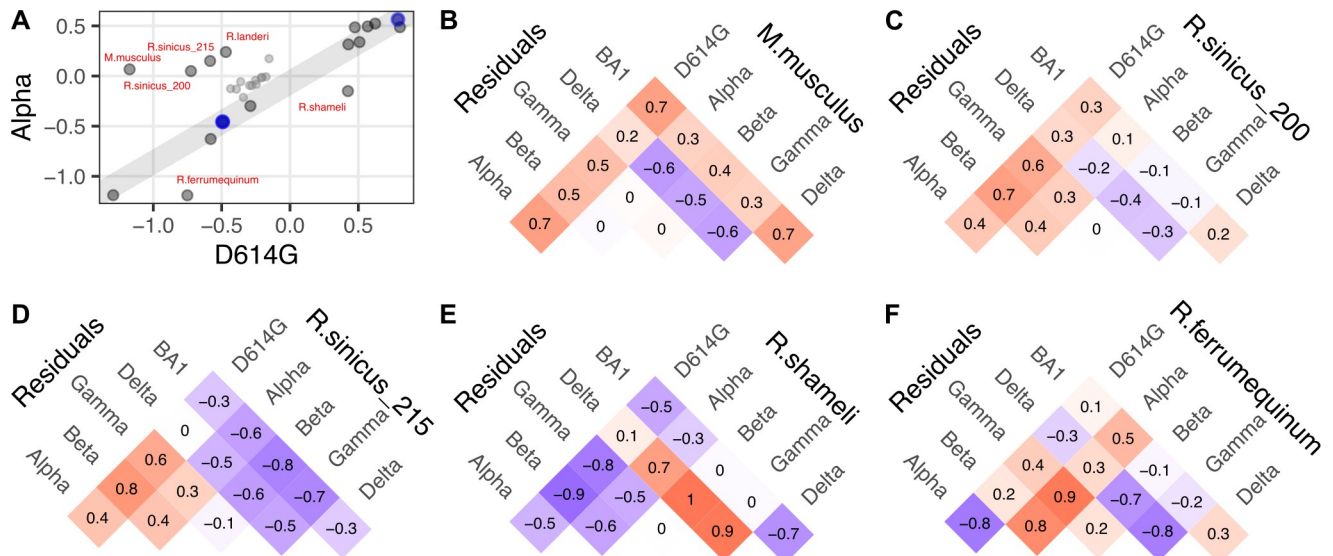 A
Alpha
0.5
0.0
−0.5
−1.0
R.landeri
R.sinicus_215
M.musculus
R.sinicus_200
R.shameli
R.ferrumequinum
−1.0 −0.5 0.0 0.5
D614G
B
Residuals
Alpha
Beta
Gamma
Delta
BA1
D614G
Alpha
Beta
Gamma
Delta
M.musculus
0.7
0.2 0.3
0.5 −0.6 0.4
0.5 0 −0.5 0.3
0.7 0 0 −0.6 0.7
C
Residuals
Alpha
Beta
Gamma
Delta
BA1
D614G
Alpha
Beta
Gamma
Delta
R.sinicus_200
0.3
0.3 0.1
0.6 −0.2 −0.1
0.7 0.3 −0.4 −0.1
0.4 0.4 0 −0.3 0.2
D
Residuals
Alpha
Beta
Gamma
Delta
BA1
D614G
Alpha
Beta
Gamma
Delta
R.sinicus_215
−0.3
0 −0.6
0.6 −0.5 −0.8
0.8 0.3 −0.6 −0.7
0.4 0.4 −0.1 −0.5 −0.3
E
Residuals
Alpha
Beta
Gamma
Delta
BA1
D614G
Alpha
Beta
Gamma
Delta
R.shameli
−0.5
0.1 −0.3
−0.8 0.7 0
−0.9 −0.5 1 0
−0.5 −0.6 0 0.9 −0.7
F
Residuals
Alpha
Beta
Gamma
Delta
BA1
D614G
Alpha
Beta
Gamma
Delta
R.ferrumequinum
0.1
−0.3 0.5
0.4 0.3 −0.1
0.2 0.9 −0.7 −0.2
−0.8 0.8 0.2 −0.8 0.3